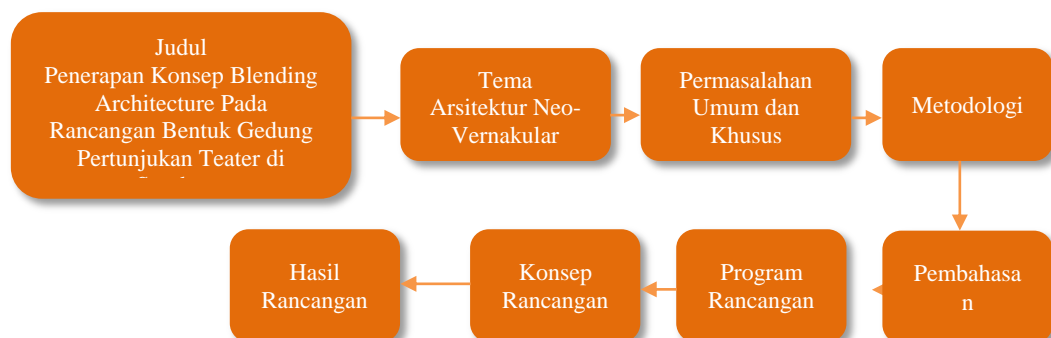 Judul
Penerapan Konsep Blending
Architecture Pada
Rancangan Bentuk Gedung
Pertunjukan Teater di
Tema
Arsitektur Neo-
Vernakular
Permasalahan
Umum dan
Khusus
Metodologi
Hasil
Rancangan
Konsep
Rancangan
Program
Rancangan
Pembahasa
n